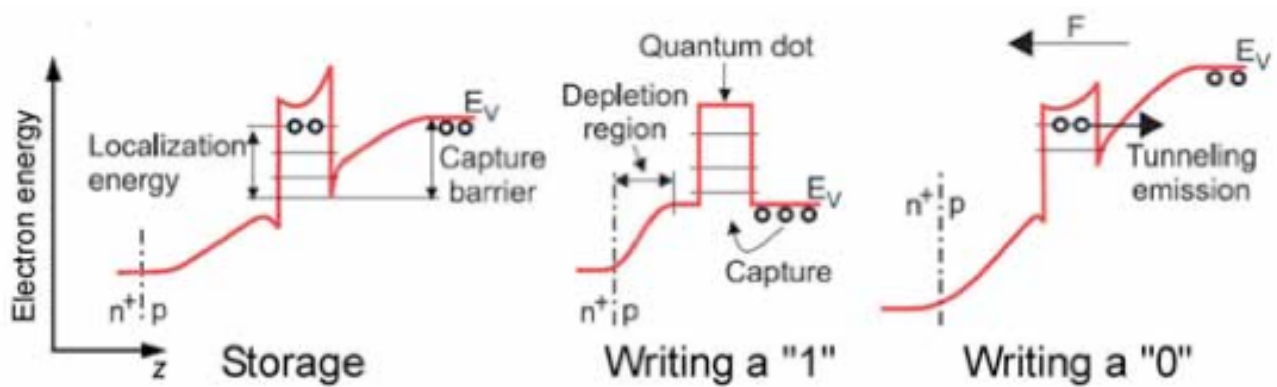 Electron energy
z
Localization
energy
E_V
Capture
barrier
n⁺ p
Storage
Quantum dot
Depletion
region
E_V
n⁺ p
Capture
Writing a "1"
F
E_V
Tunneling
emission
n⁺ p
Writing a "0"